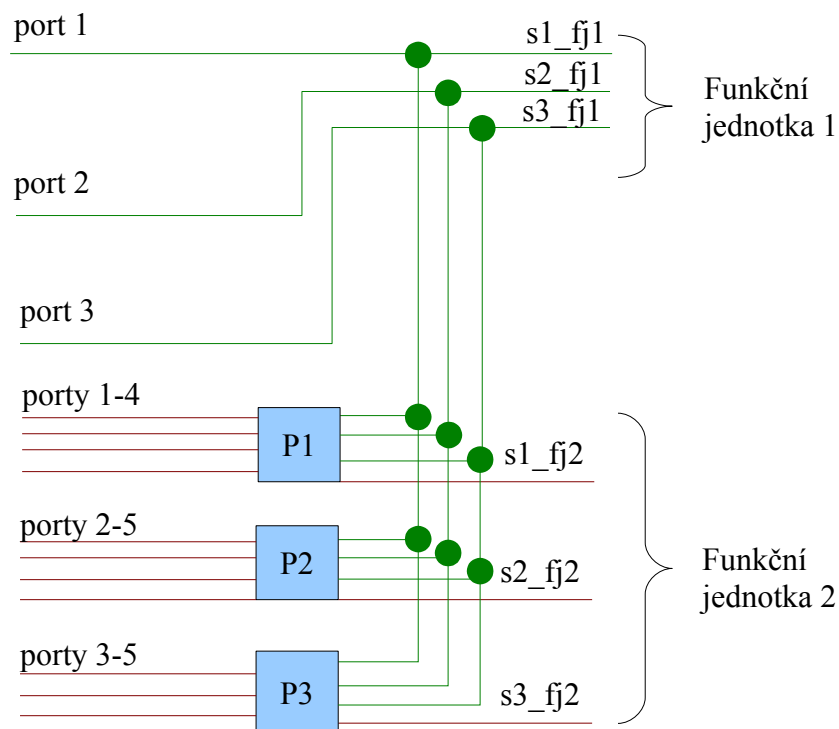 port 1
s1_fj1
s2_fj1
s3_fj1
Funkční
jednotka 1
port 2
port 3
porty 1-4
P1
s1_fj2
porty 2-5
P2
s2_fj2
Funkční
jednotka 2
porty 3-5
P3
s3_fj2